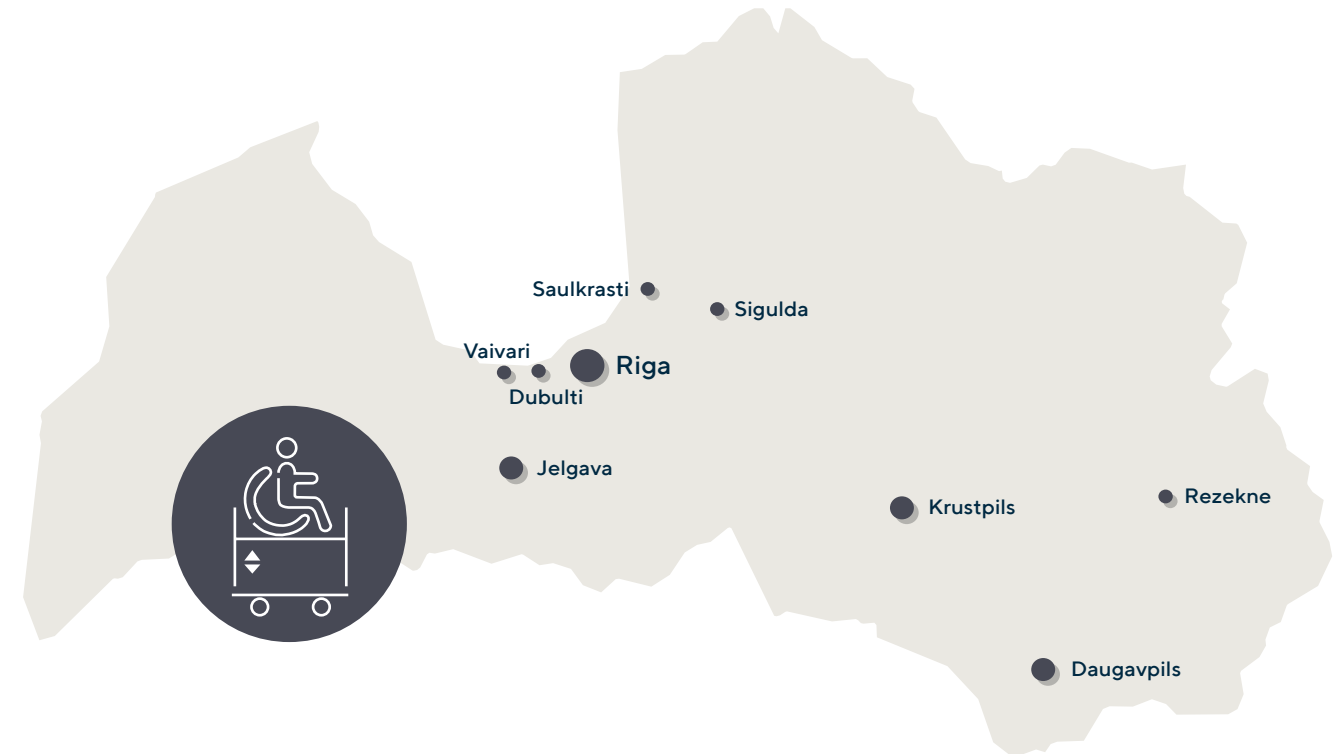 Saulkrasti
Sigulda
Vaivari
Riga
Dubulti
Jelgava
Krustpils
Rezekne
Daugavpils